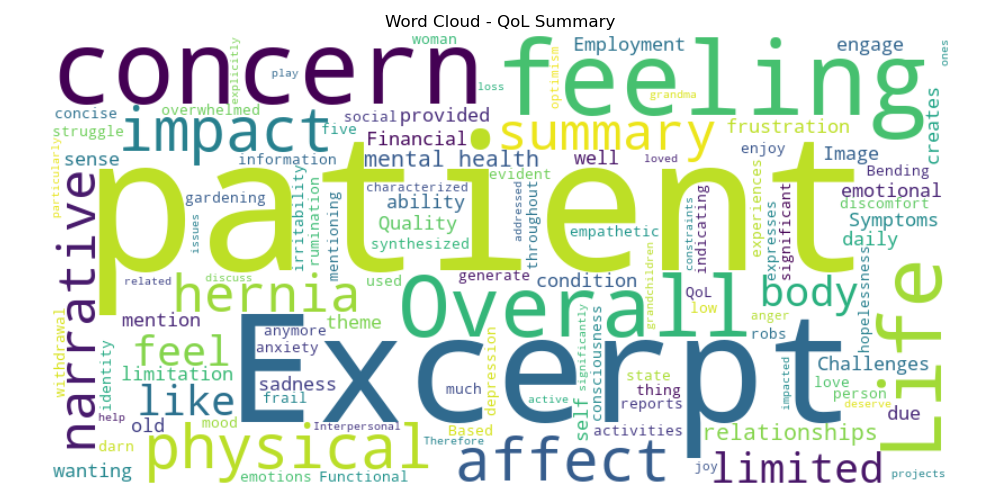 Word Cloud - QoL Summary
concern
feeling
woman
Employment
engage
ones
explicitly
play
loss
optimism
grandma
concise
overwhelmed
impact
five
social
provided
summary
frustration
creates
struggle
Financial
particularly
sense
information
mental health
well
loved
enjoy
Image
Bending
patient
narrative
gardening
irritability
rumination
mentioning
characterized
ability
evident
throughout
addressed
Quality
synthesized
empathetic
indicating
constraints
experiences
expresses
significant
emotional
discomfort
Symptoms
daily
issues
related
discuss
used
generate
condition
grandchildren
QoL
low
hernia
Overall
body
hopelessness
Life
anger
robs
mention
theme
Excerpt
anymore
anxiety
feel
withdrawal
identity
limitation
sadness
frail
much
depression
significantly
consciousness
self
state
thing
reports
impacted
Challenges
love
person
deserve
like
help
old
mood
darn
Interpersonal
active
Therefore
Based
activities
relationships
due
physical
affect
limited
wanting
emotions
Functional
joy
projects